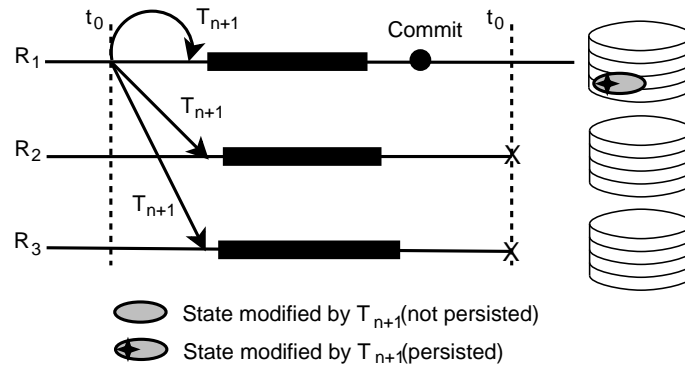 t0 Tn+1 Commit t0
R1
Tn+1
R2 X
Tn+1
R3 X
State modified by Tn+1(not persisted)
State modified by Tn+1(persisted)